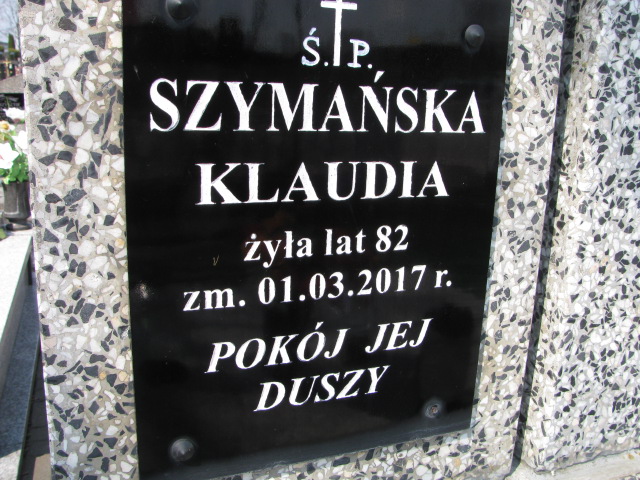 Ś. P.
SZYMAŃSKA
KLAUDIA
żyła lat 82
zm. 01.03.2017 r.
POKÓJ JEJ
DUSZY